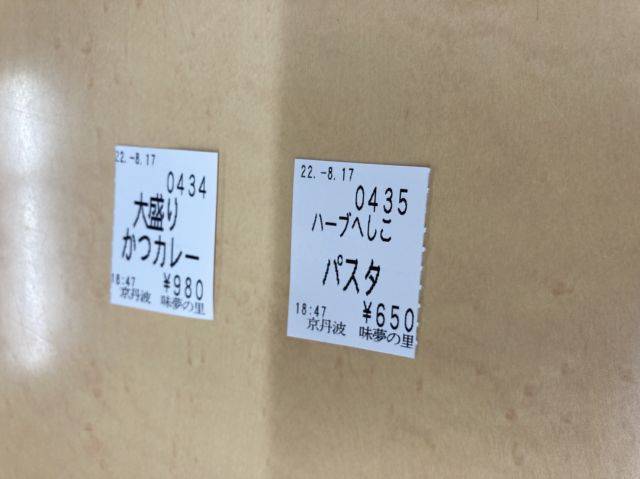 22.-8.17
0434
大盛り
かつカレー
18:47 ¥980
京丹波 味夢の里
22.-8.17
0435
ハーブへしこ
パスタ
18:47 ¥650
京丹波 味夢の里